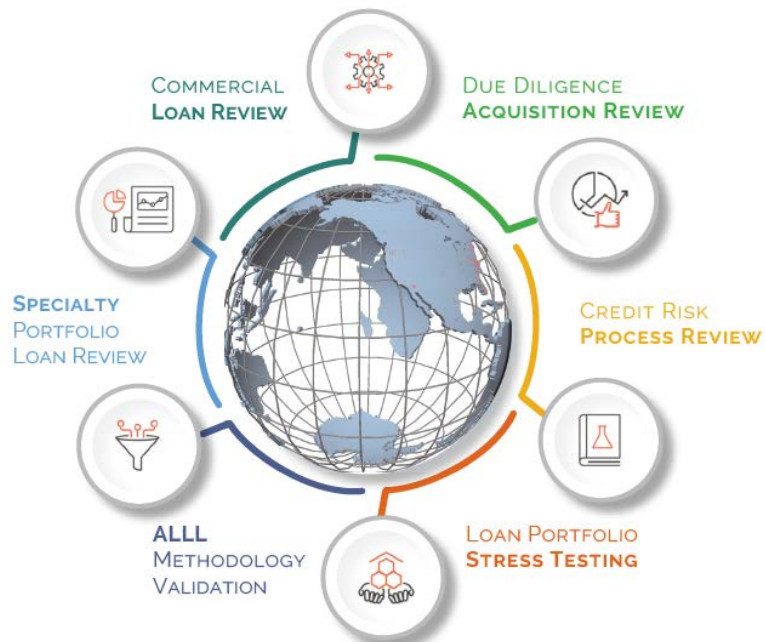 COMMERCIAL
LOAN REVIEW
DUE DILIGENCE
ACQUISITION REVIEW
SPECIALTY
PORTFOLIO
LOAN REVIEW
CREDIT RISK
PROCESS REVIEW
ALLL
METHODOLOGY
VALIDATION
LOAN PORTFOLIO
STRESS TESTING